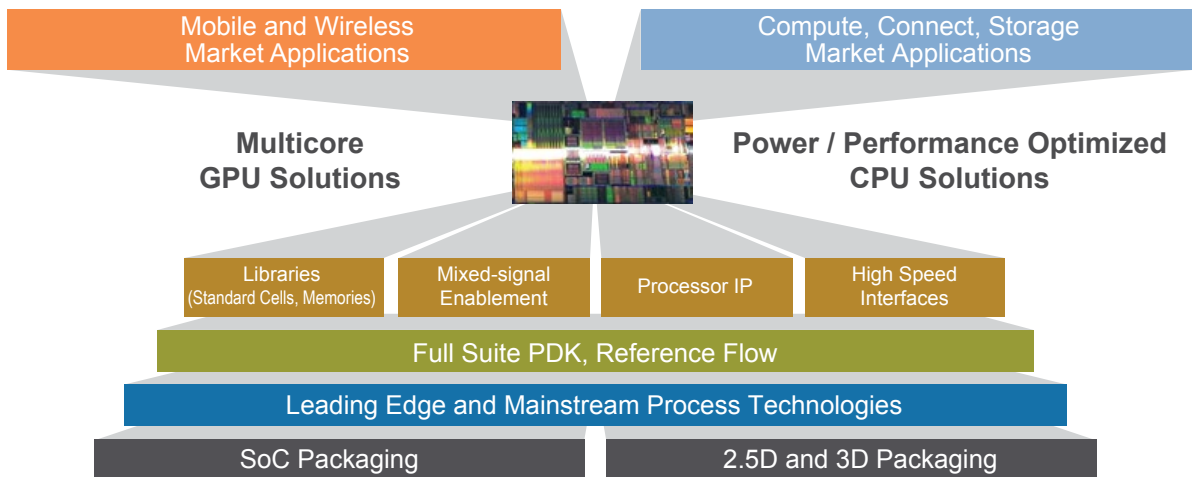 Mobile and Wireless
Market Applications
Compute, Connect, Storage
Market Applications
Multicore
GPU Solutions
Power / Performance Optimized
CPU Solutions
Libraries
(Standard Cells, Memories)
Mixed-signal
Enablement
Processor IP
High Speed
Interfaces
Full Suite PDK, Reference Flow
Leading Edge and Mainstream Process Technologies
SoC Packaging
2.5D and 3D Packaging